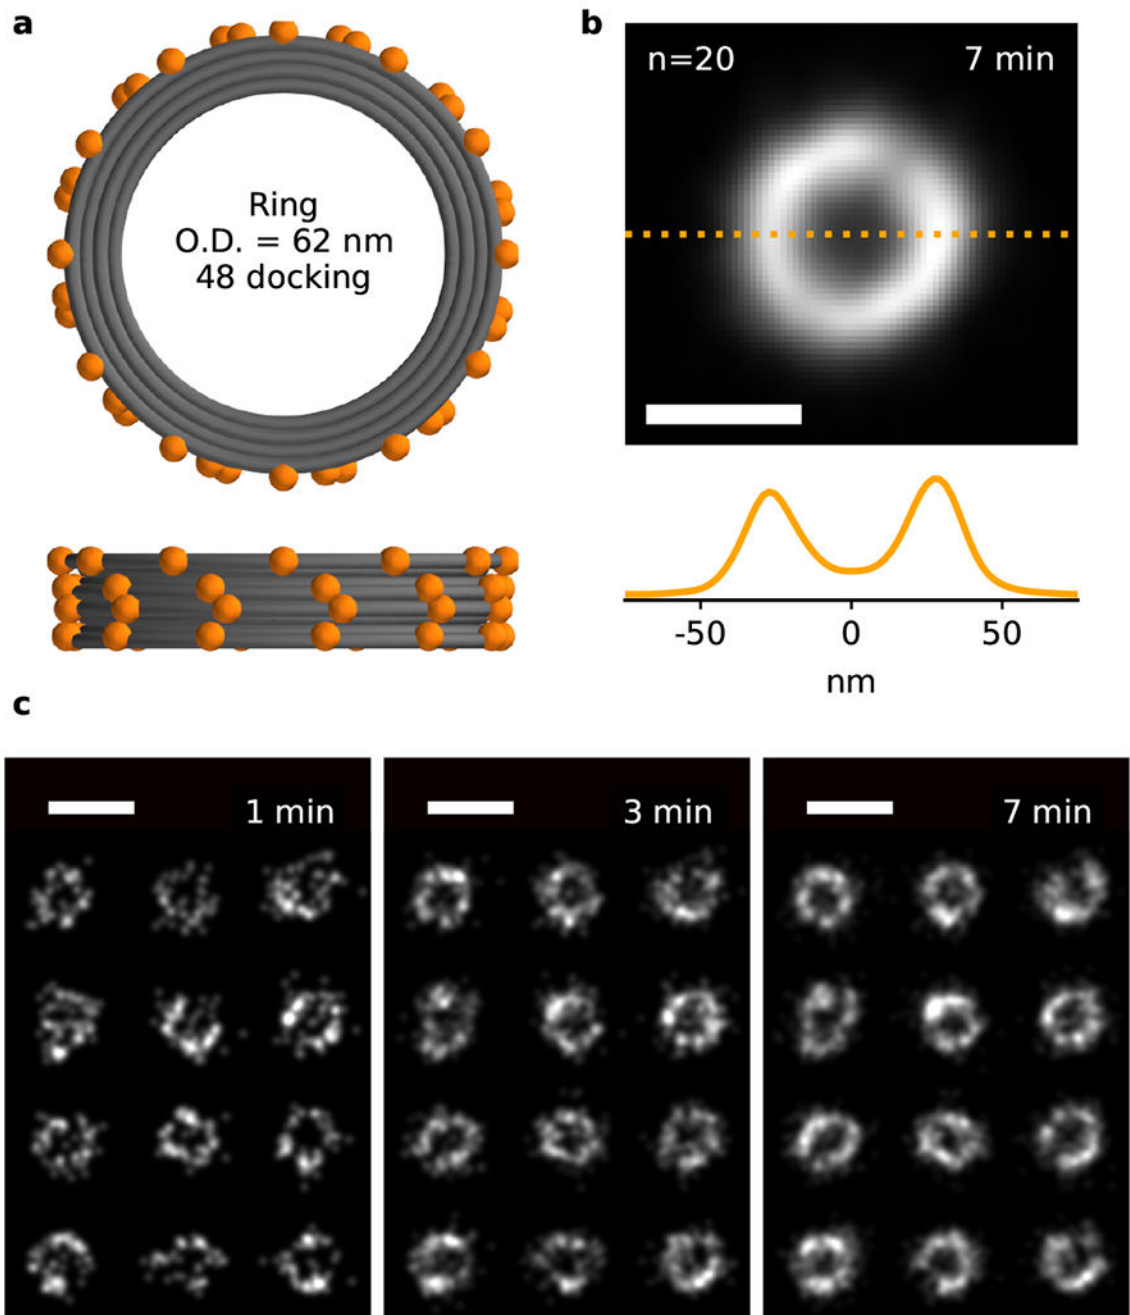 a
Ring
O.D. = 62 nm
48 docking
b
n=20
7 min
-50
0
50
nm
c
1 min
3 min
7 min